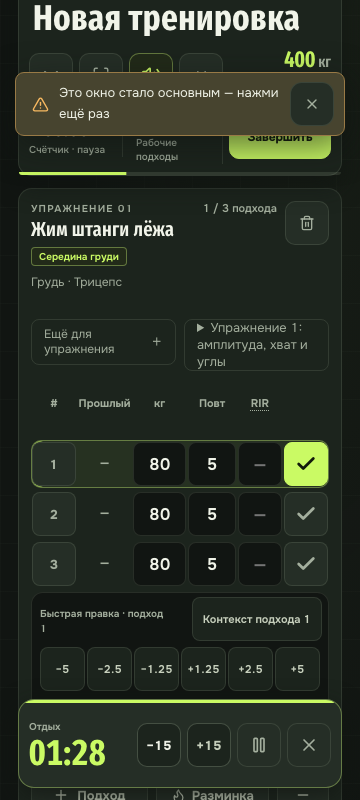 Новая тренировка
400 кг
Это окно стало основным — нажми
ещё раз
Завершить
Счётчик · пауза
Рабочие
подходы
УПРАЖНЕНИЕ 01
1 / 3 подхода
Жим штанги лёжа
Середина груди
Грудь · Трицепс
Ещё для
упражнения
+
▶ Упражнение 1:
амплитуда, хват и
углы
# Прошлый кг Повт RIR
1 – 80 5 –
2 – 80 5 –
3 – 80 5 –
Быстрая правка · подход
1
Контекст подхода 1
−5 −2.5 −1.25 +1.25 +2.5 +5
Отдых
01:28
−15 +15
+ Подход
Разминка
−